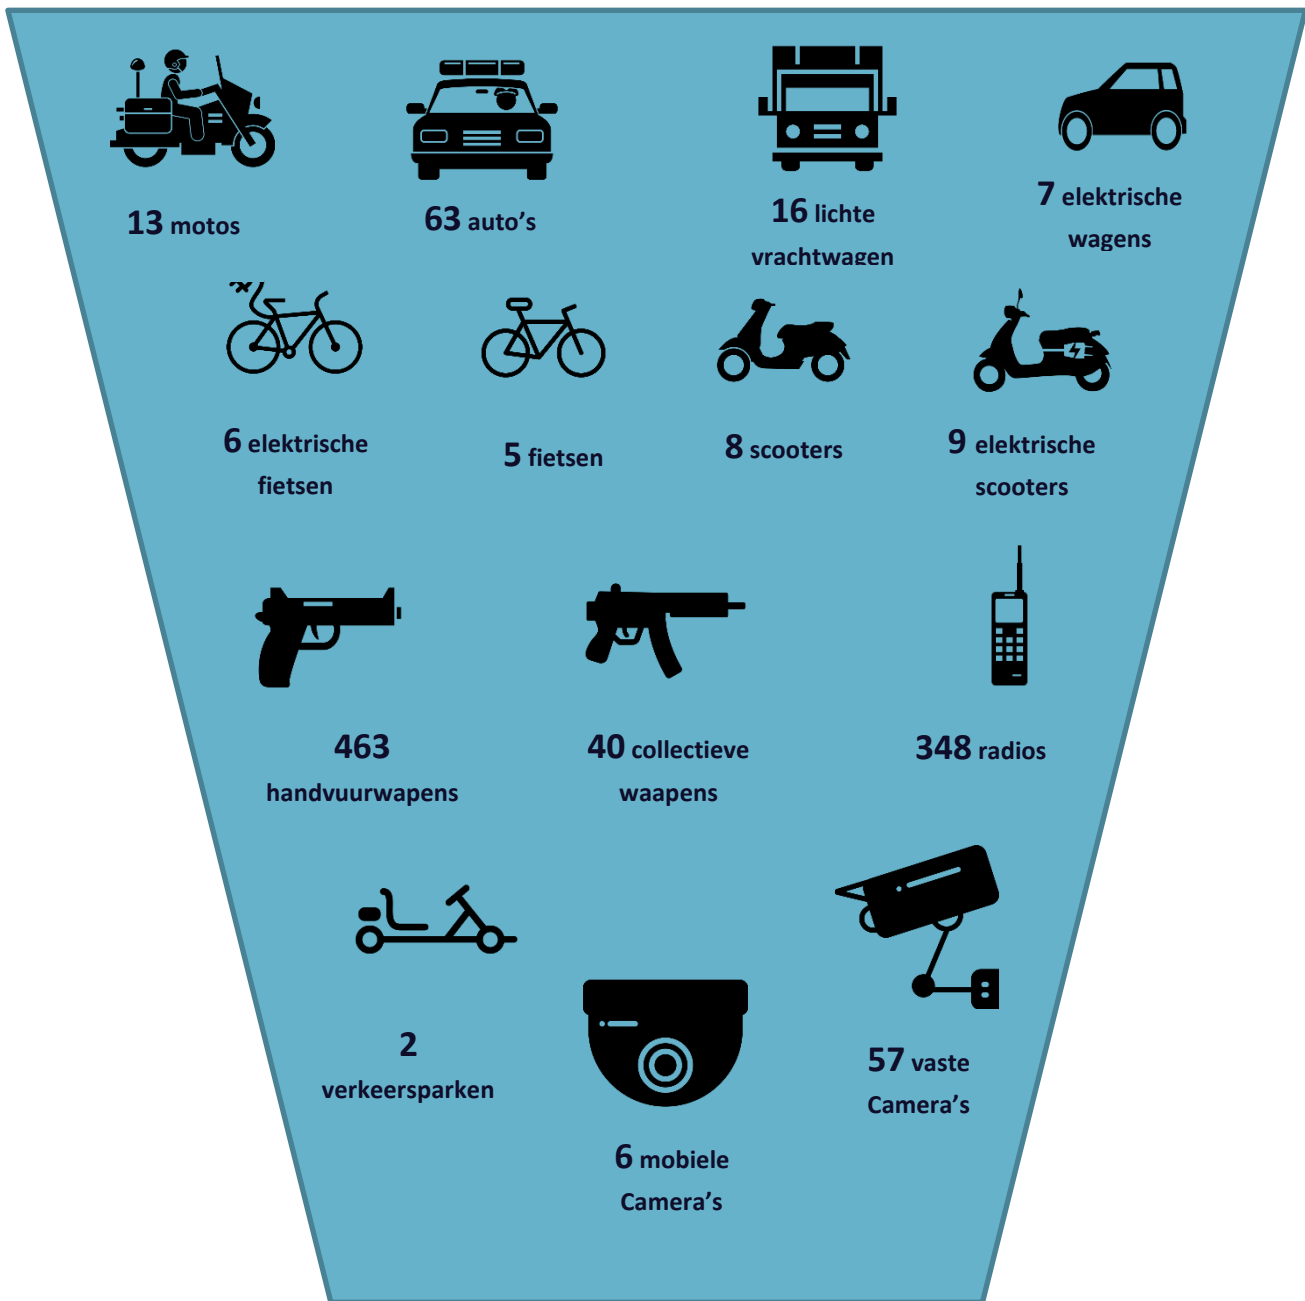 13 motos
63 auto's
16 lichte
vrachtwagen
7 elektrische
wagens
6 elektrische
fietsen
5 fietsen
8 scooters
9 elektrische
scooters
463
handvuurwapens
40 collectieve
waapens
348 radios
2
verkeersparken
6 mobiele
Camera's
57 vaste
Camera's